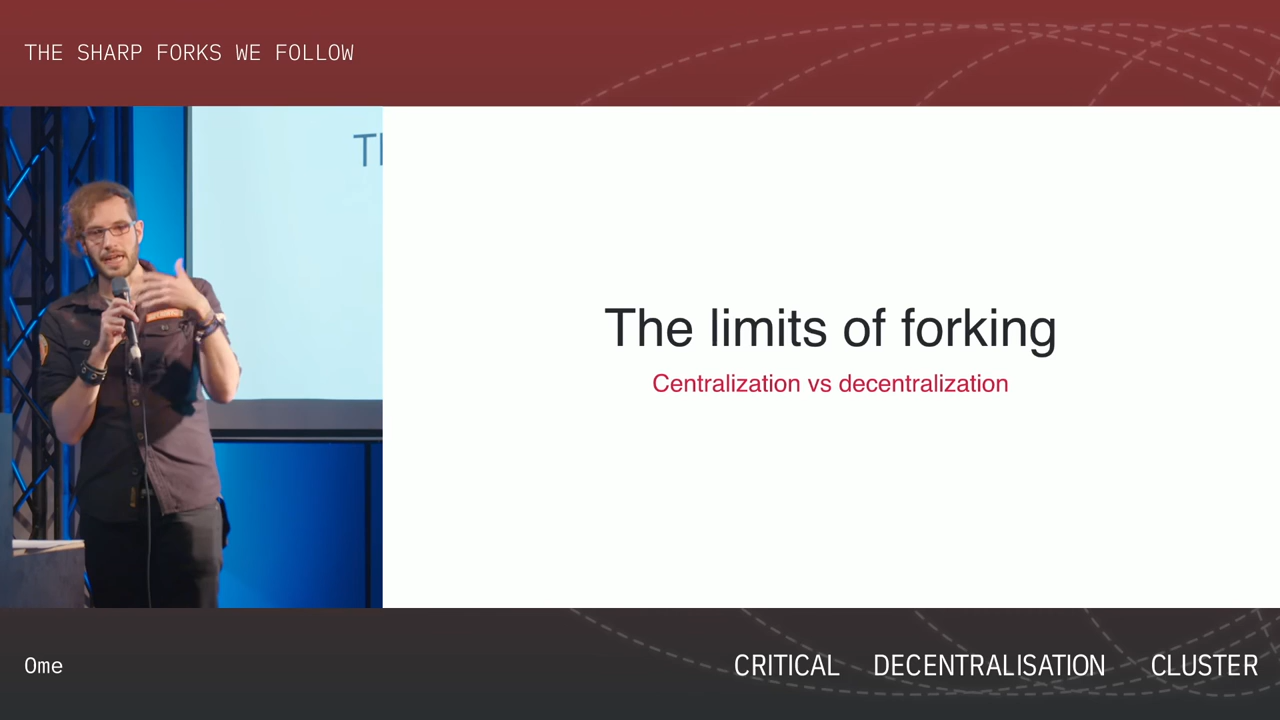 THE SHARP FORKS WE FOLLOW
The limits of forking
Centralization vs decentralization
Ome
CRITICAL DECENTRALISATION CLUSTER